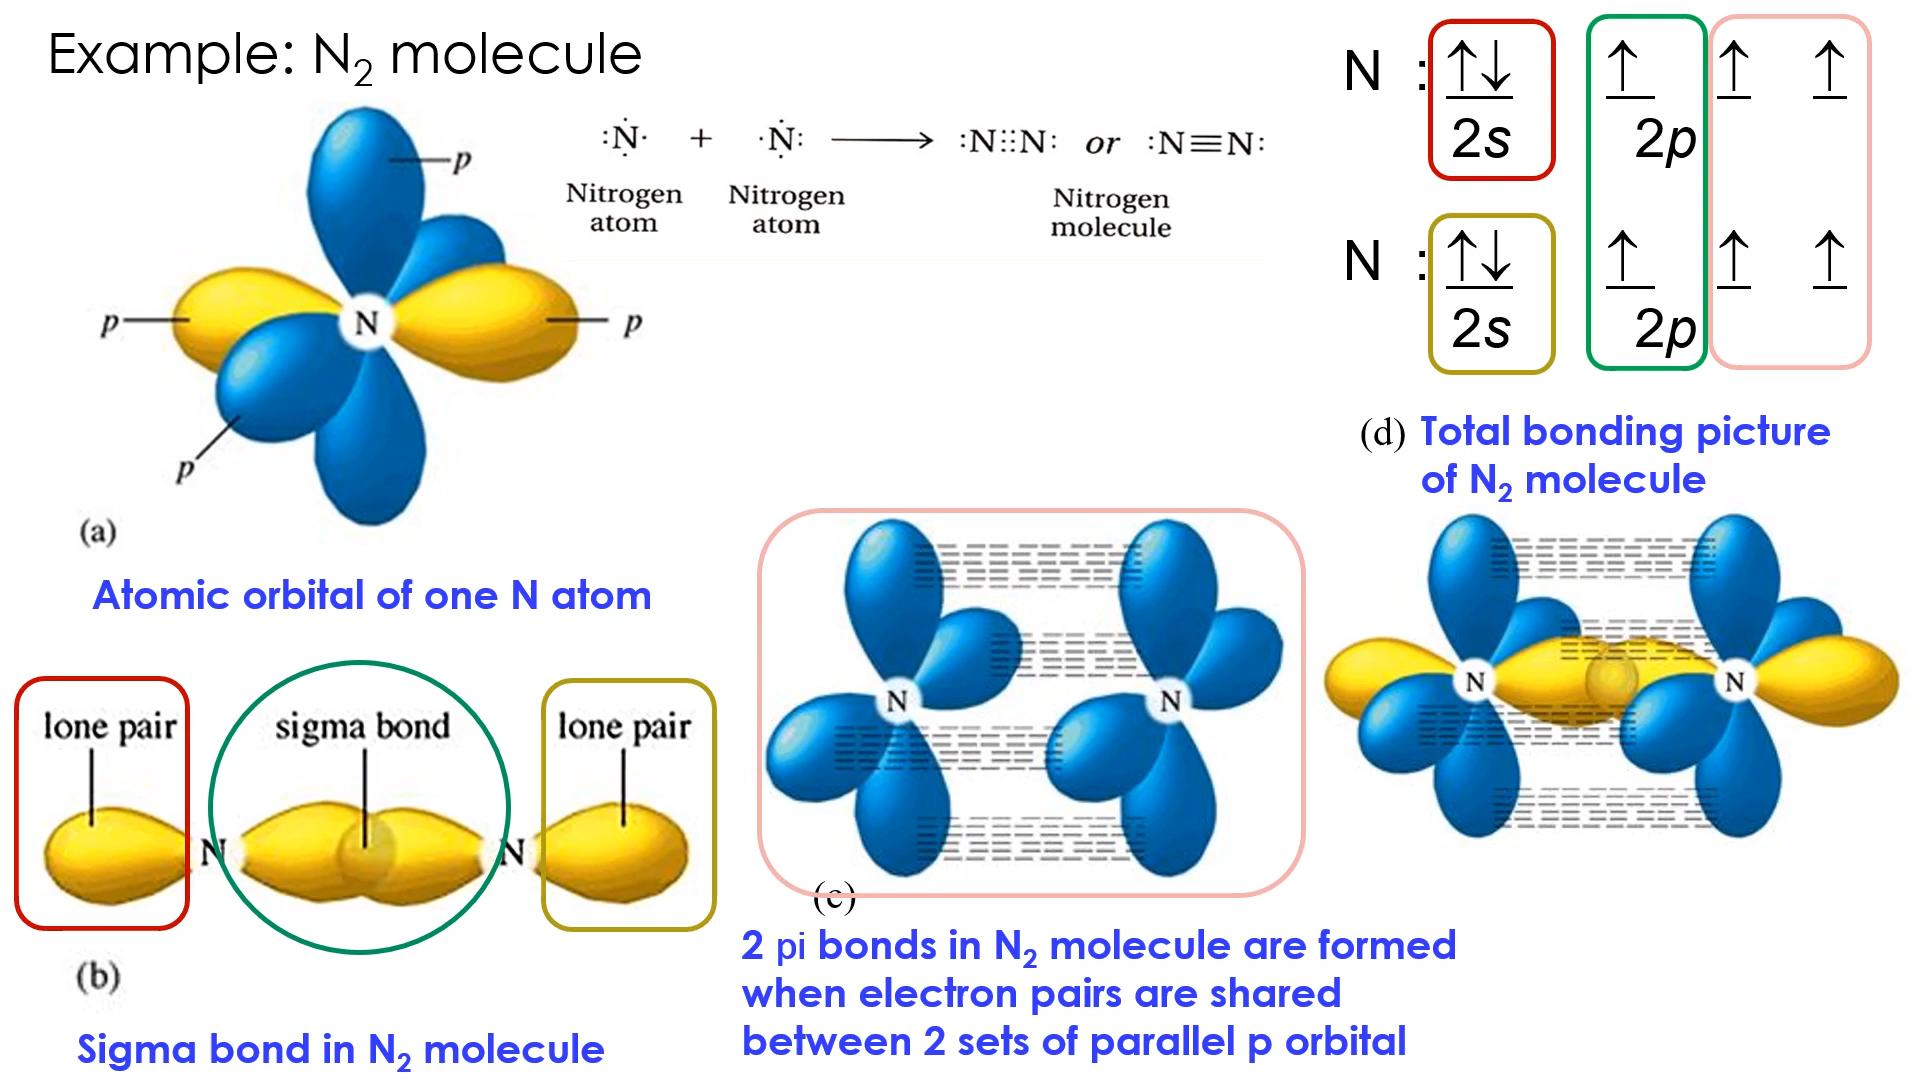 Example: N₂ molecule
p
p
p
p
N
(a)
Atomic orbital of one N atom
:Ṇ̇· + ·Ṇ̇: ⟶ :N⁝⁝N: or :N≡N:
Nitrogen atom
Nitrogen atom
Nitrogen molecule
N : ↑↓ ↑ ↑ ↑
2s 2p
N : ↑↓ ↑ ↑ ↑
2s 2p
lone pair
sigma bond
lone pair
N N
(b)
Sigma bond in N₂ molecule
N N
(c)
2 pi bonds in N₂ molecule are formed
when electron pairs are shared
between 2 sets of parallel p orbital
(d) Total bonding picture
of N₂ molecule
N N